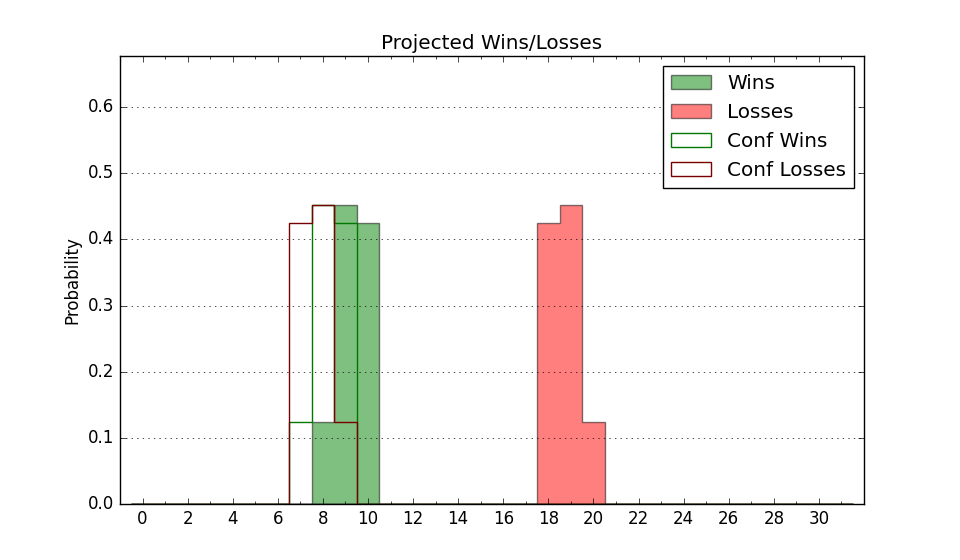 Projected Wins/Losses
Wins
Losses
Conf Wins
Conf Losses
Probability
0.6
0.5
0.4
0.3
0.2
0.1
0.0
0 2 4 6 8 10 12 14 16 18 20 22 24 26 28 30